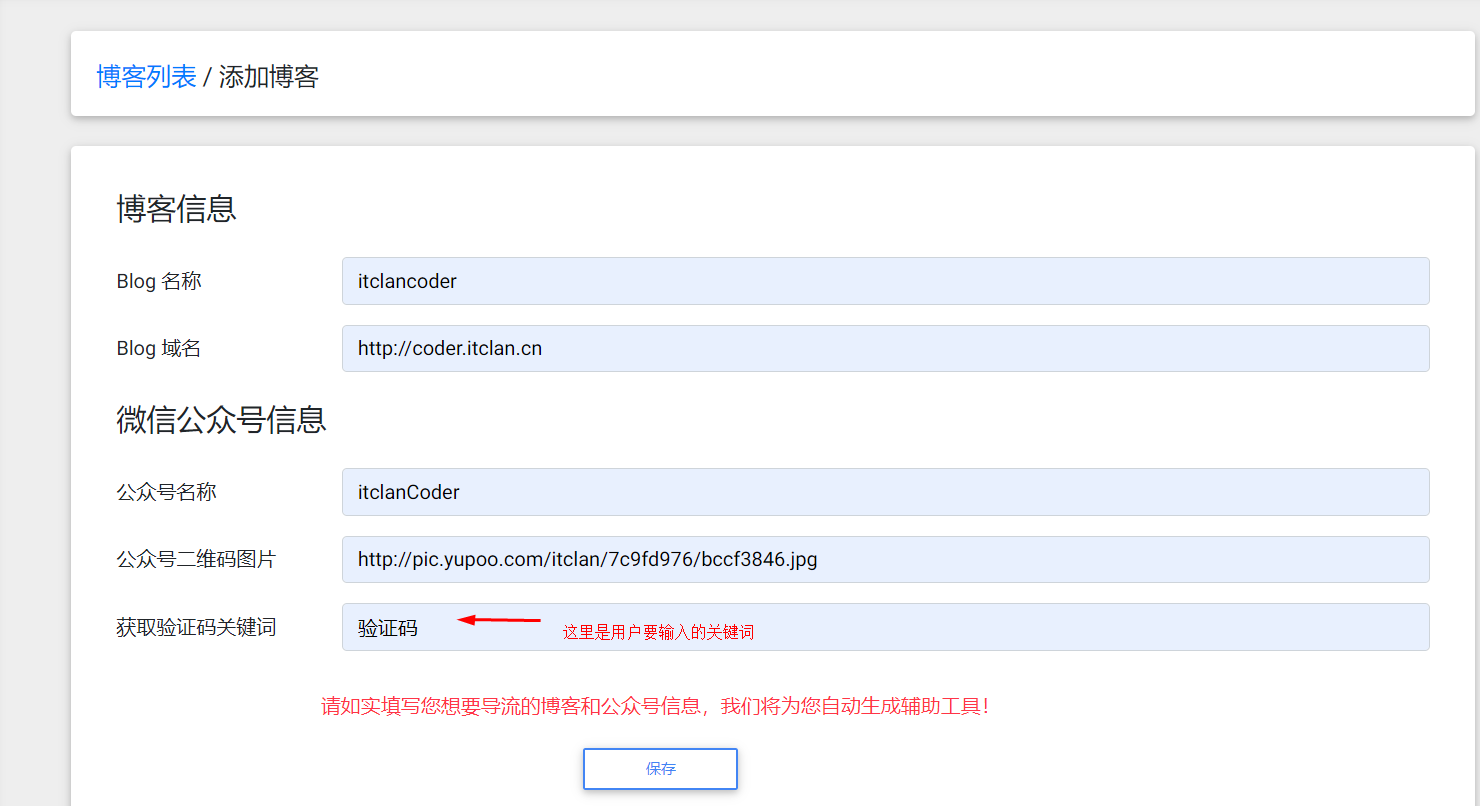 博客列表 / 添加博客
博客信息
Blog 名称 itclancoder
Blog 域名 http://coder.itclan.cn
微信公众号信息
公众号名称 itclanCoder
公众号二维码图片 http://pic.yupoo.com/itclan/7c9fd976/bccf3846.jpg
获取验证码关键词 验证码 这里是用户要输入的关键词
请如实填写您想要导流的博客和公众号信息，我们将为您自动生成辅助工具！
保存